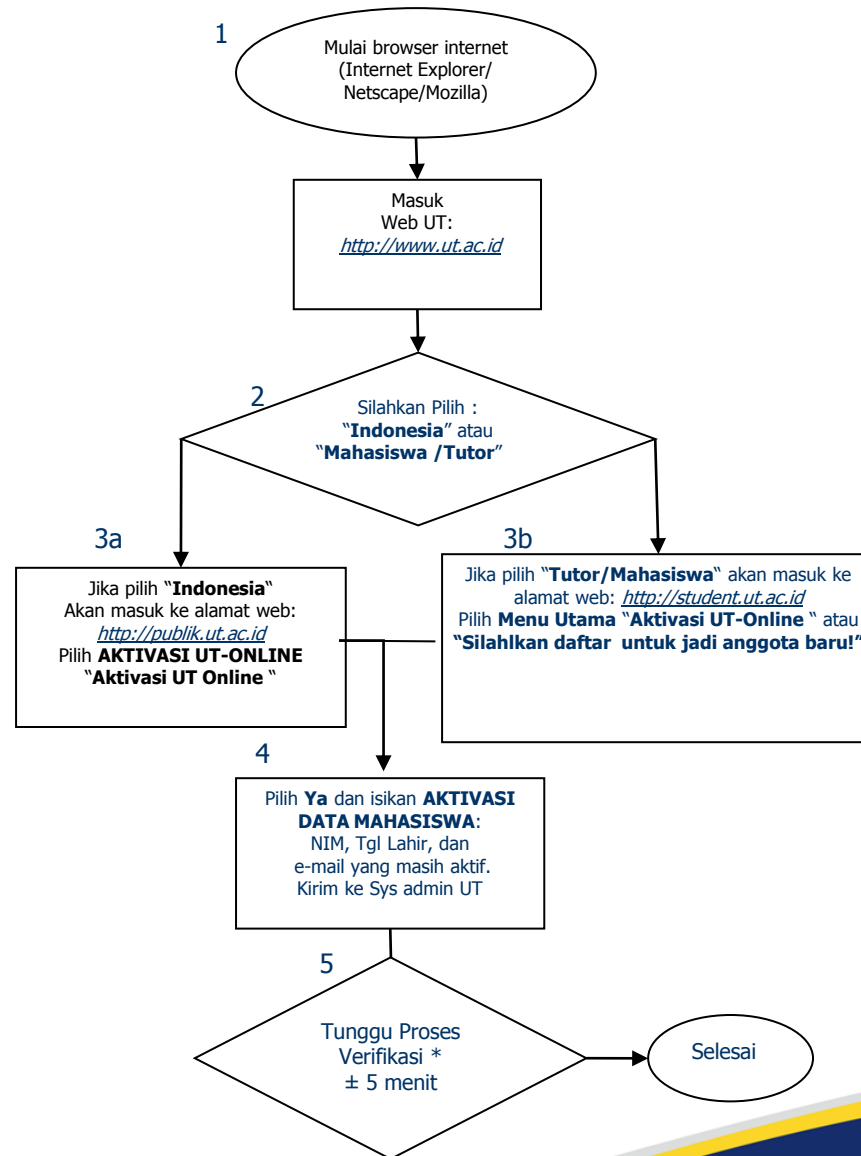 1
Mulai browser internet
(Internet Explorer/
Netscape/Mozilla)
Masuk
Web UT:
http://www.ut.ac.id
2
Silahkan Pilih :
“Indonesia” atau
“Mahasiswa /Tutor”
3a
Jika pilih “Indonesia“
Akan masuk ke alamat web:
http://publik.ut.ac.id
Pilih AKTIVASI UT-ONLINE
“Aktivasi UT Online “
3b
Jika pilih “Tutor/Mahasiswa“ akan masuk ke
alamat web: http://student.ut.ac.id
Pilih Menu Utama “Aktivasi UT-Online “ atau
“Silahlkan daftar untuk jadi anggota baru!”
4
Pilih Ya dan isikan AKTIVASI
DATA MAHASISWA:
NIM, Tgl Lahir, dan
e-mail yang masih aktif.
Kirim ke Sys admin UT
5
Tunggu Proses
Verifikasi *
± 5 menit
Selesai